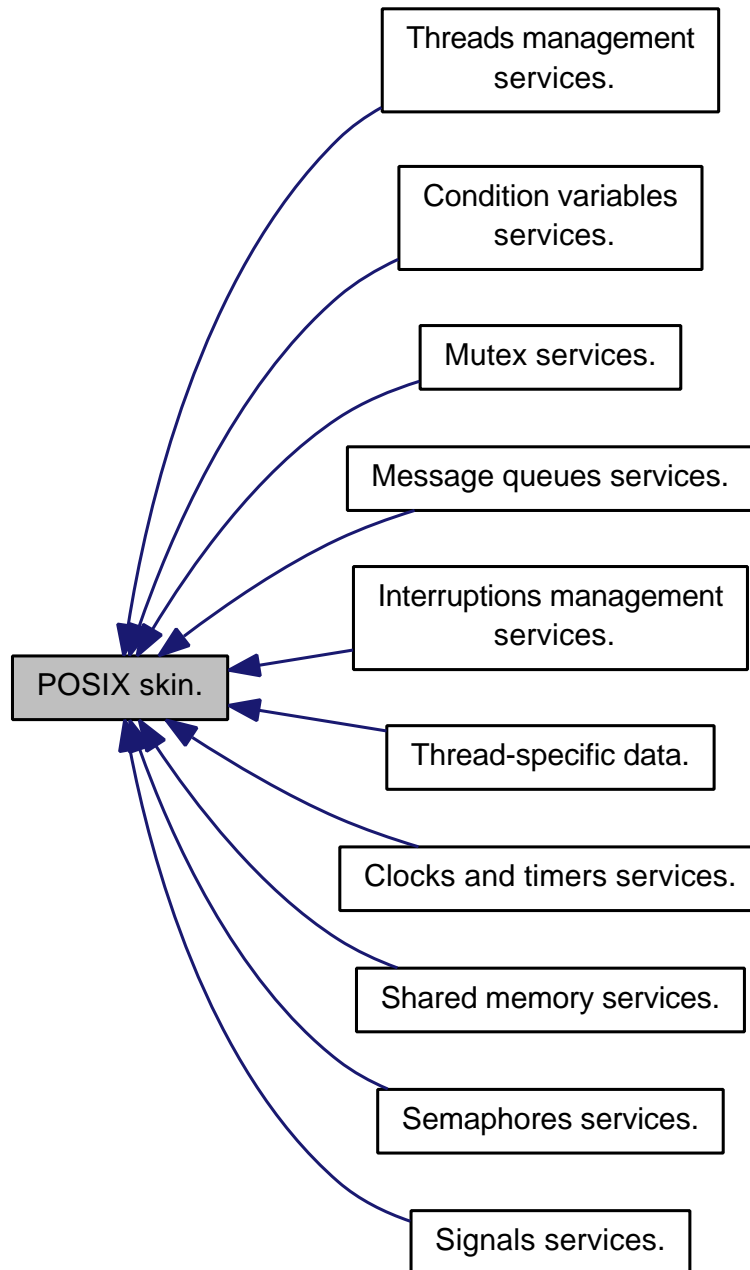 Threads management
services.
Condition variables
services.
Mutex services.
Message queues services.
Interruptions management
services.
POSIX skin.
Thread-specific data.
Clocks and timers services.
Shared memory services.
Semaphores services.
Signals services.